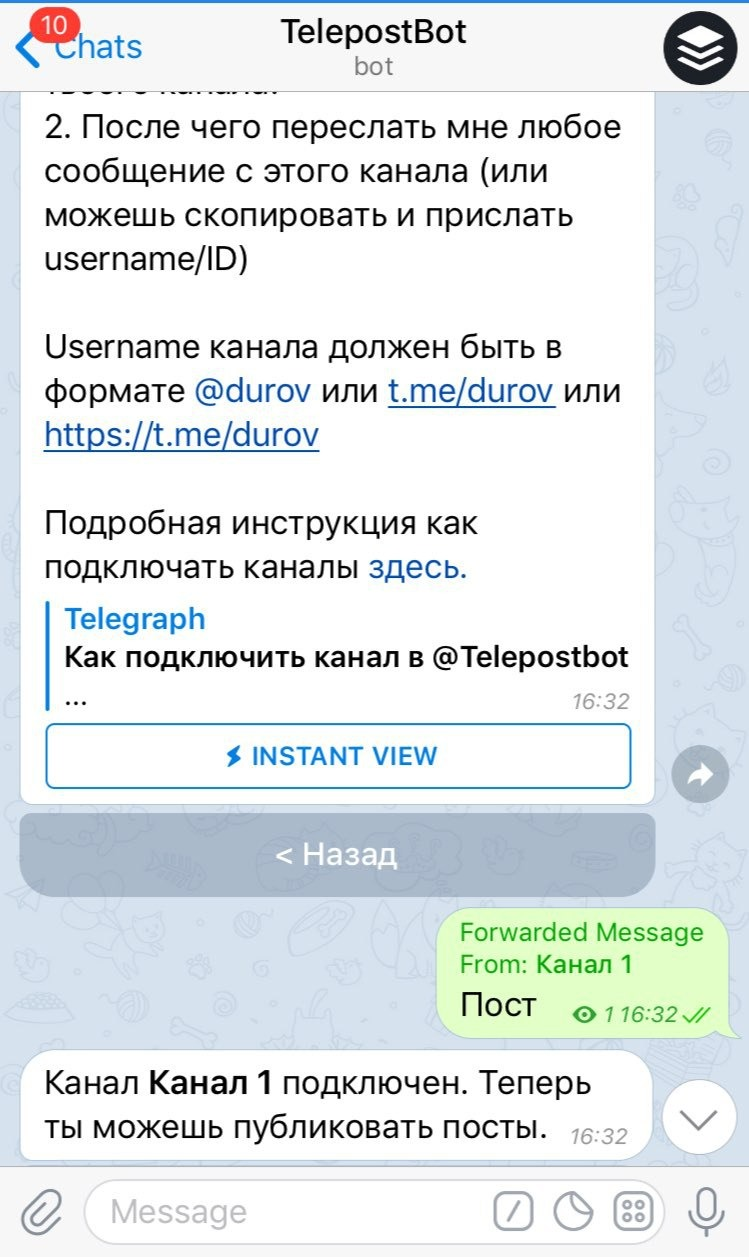 10
Chats
TelepostBot
bot
2. После чего переслать мне любое
сообщение с этого канала (или
можешь скопировать и прислать
username/ID)
Username канала должен быть в
формате @durov или t.me/durov или
https://t.me/durov
Подробная инструкция как
подключать каналы здесь.
Telegraph
Как подключить канал в @Telepostbot
...
16:32
INSTANT VIEW
< Назад
Forwarded Message
From: Канал 1
Пост 1 16:32
Канал Канал 1 подключен. Теперь
ты можешь публиковать посты. 16:32
Message